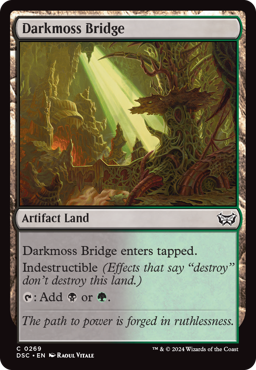 Darkmoss Bridge
Artifact Land
Darkmoss Bridge enters tapped.
Indestructible (Effects that say “destroy”
don’t destroy this land.)
: Add or .
The path to power is forged in ruthlessness.
C 0269
DSC • EN Raoul Vitale
™ & © 2024 Wizards of the Coast